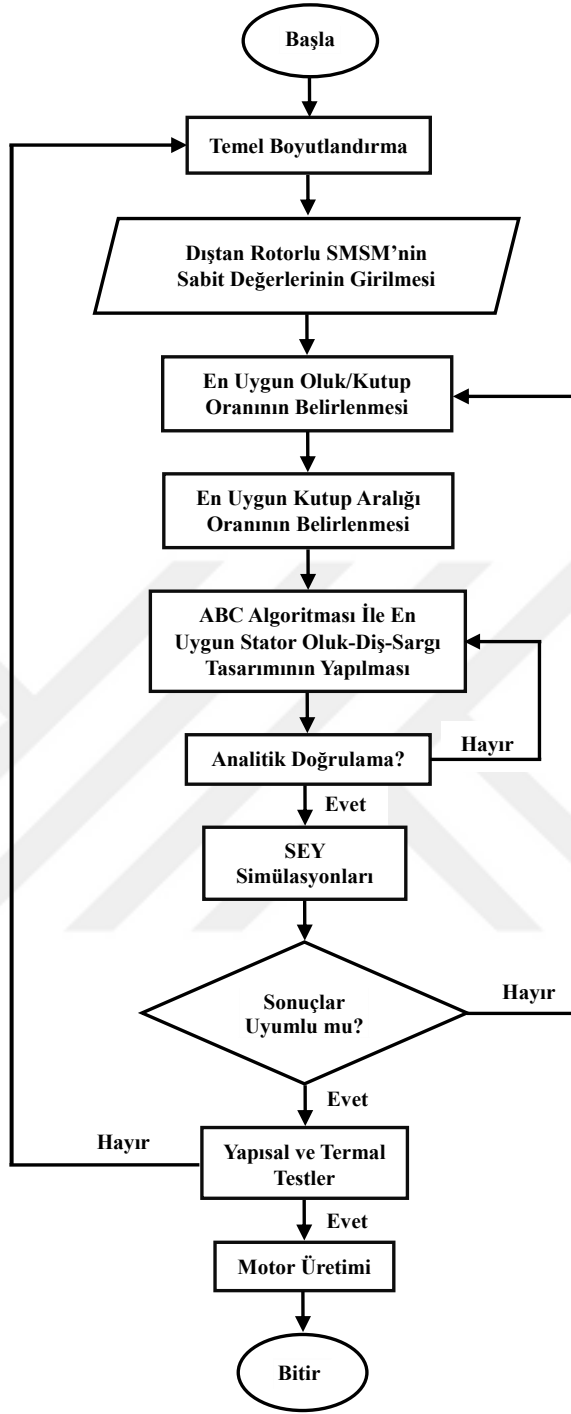 Başla
Temel Boyutlandırma
Dıştan Rotorlu SMSM’nin
Sabit Değerlerinin Girilmesi
En Uygun Oluk/Kutup
Oranının Belirlenmesi
En Uygun Kutup Aralığı
Oranının Belirlenmesi
ABC Algoritması İle En
Uygun Stator Oluk-Diş-Sargı
Tasarımının Yapılması
Analitik Doğrulama?
Hayır
Evet
SEY
Simülasyonları
Sonuçlar
Uyumlu mu?
Hayır
Evet
Hayır
Yapısal ve Termal
Testler
Evet
Motor Üretimi
Bitir